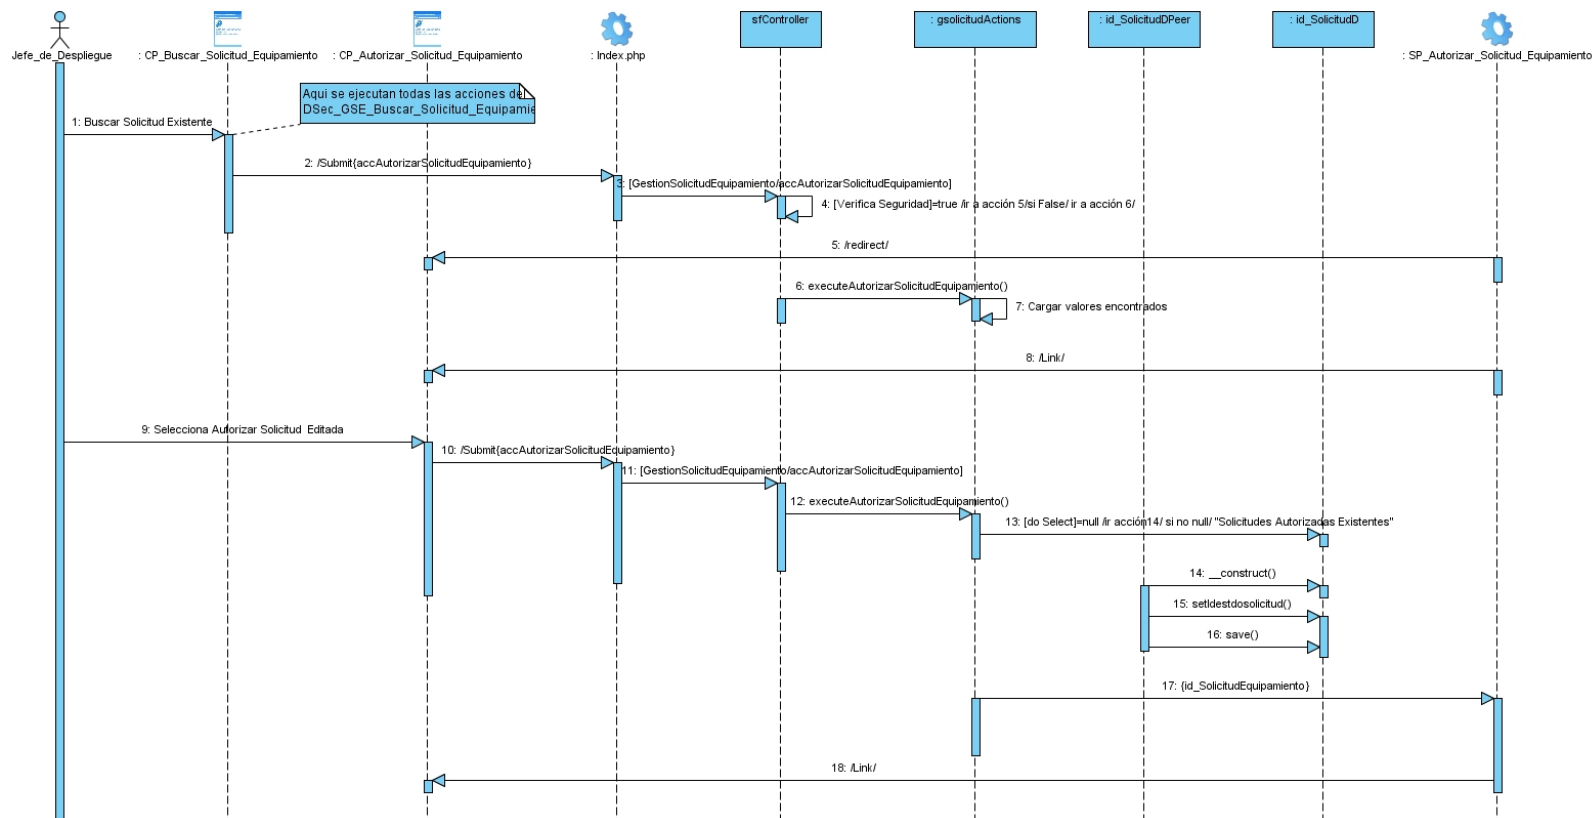 sfController
: gsolicitudActions
: id_SolicitudDPeer
: id_SolicitudD
Jefe_de_Despliegue
: CP_Buscar_Solicitud_Equipamiento
: CP_Autorizar_Solicitud_Equipamiento
: Index.php
: SP_Autorizar_Solicitud_Equipamiento
Aqui se ejecutan todas las acciones de
DSec_GSE_Buscar_Solicitud_Equipamie
1: Buscar Solicitud Existente
2: /Submit{accAutorizarSolicitudEquipamiento}
3: [GestionSolicitudEquipamiento/accAutorizarSolicitudEquipamiento]
4: [Verifica Seguridad]=true /ir a acción 5/si False/ ir a acción 6/
5: /redirect/
6: executeAutorizarSolicitudEquipamiento()
7: Cargar valores encontrados
8: /Link/
9: Selecciona Autorizar Solicitud Editada
10: /Submit{accAutorizarSolicitudEquipamiento}
11: [GestionSolicitudEquipamiento/accAutorizarSolicitudEquipamiento]
12: executeAutorizarSolicitudEquipamiento()
13: [do Select]=null /ir acción14/ si no null/ "Solicitudes Autorizadas Existentes"
14: __construct()
15: setIdestdosolicitud()
16: save()
17: {id_SolicitudEquipamiento}
18: /Link/